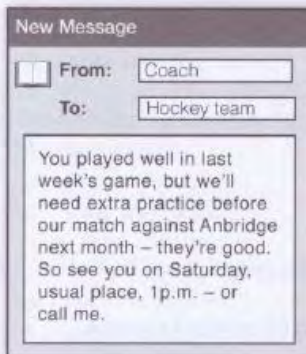 New Message
From: Coach
To: Hockey team
You played well in last
week's game, but we'll
need extra practice before
our match against Anbridge
next month – they're good.
So see you on Saturday,
usual place, 1p.m. – or
call me.